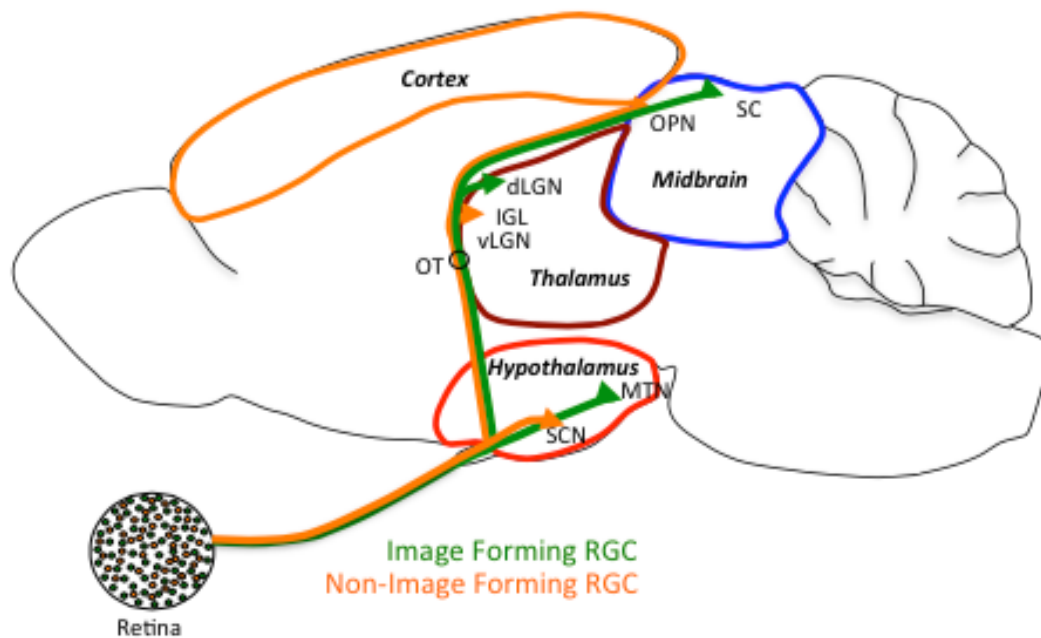 Cortex
OPN
SC
Midbrain
dLGN
IGL
vLGN
OT
Thalamus
Hypothalamus
MTN
SCN
Image Forming RGC
Non-Image Forming RGC
Retina